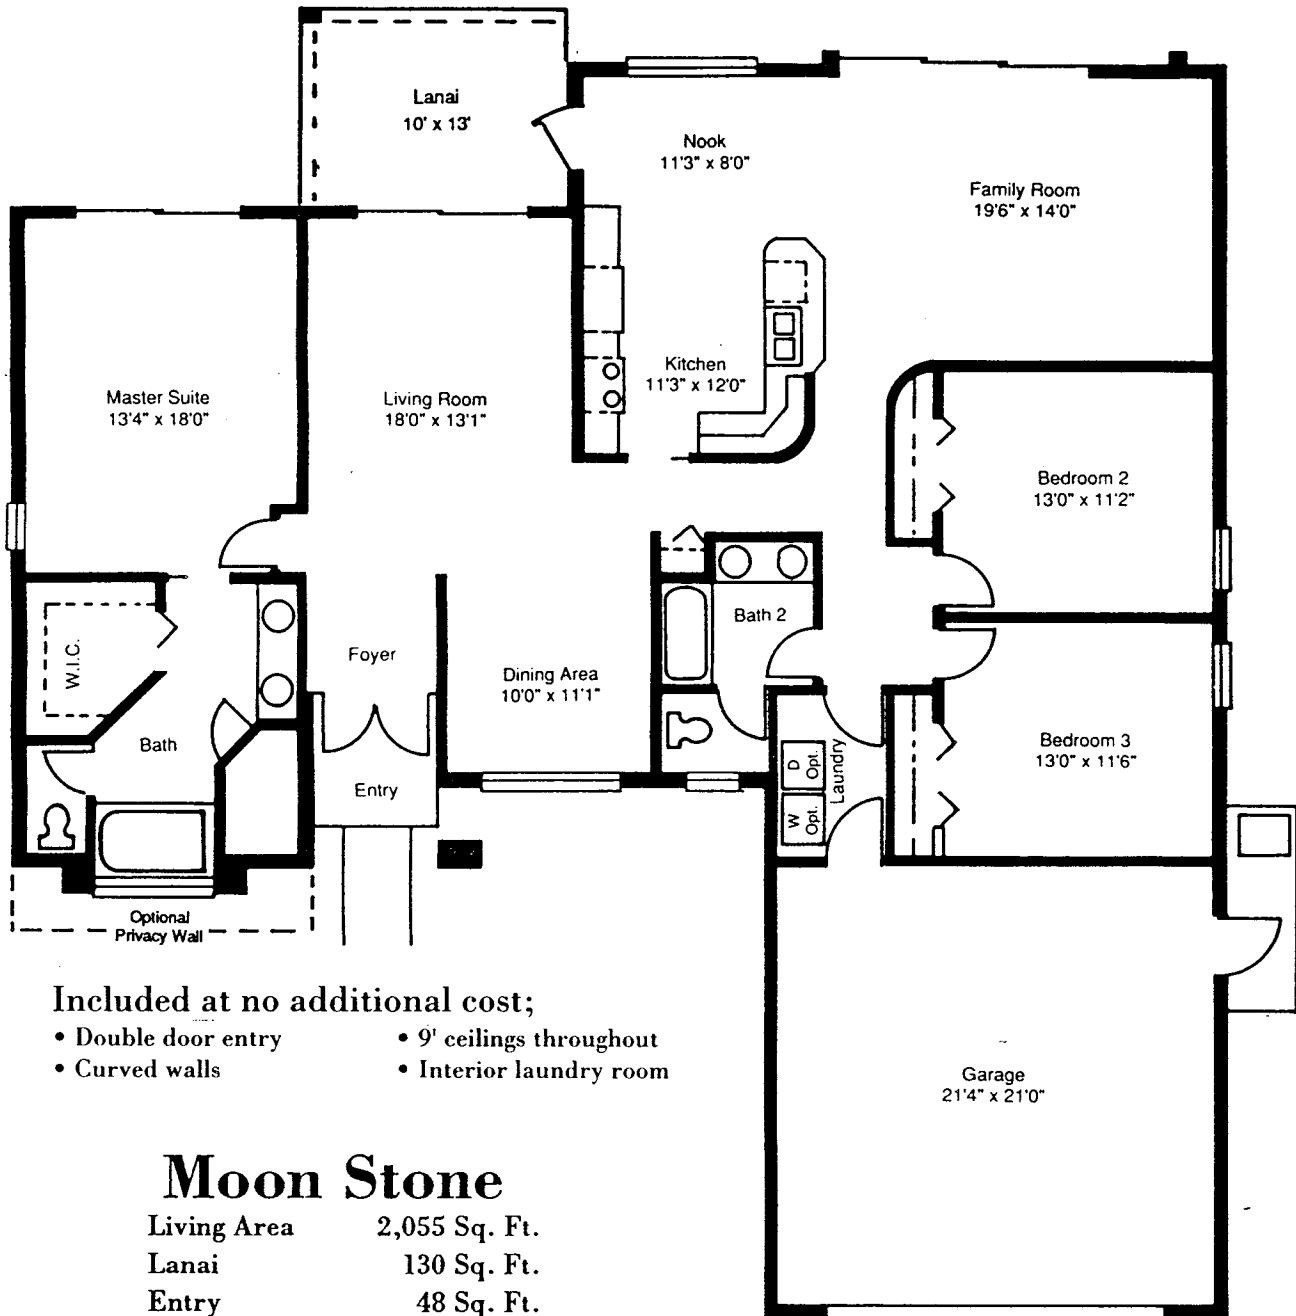 Lanai
10' x 13'
Nook
11'3" x 8'0"
Family Room
19'6" x 14'0"
Master Suite
13'4" x 18'0"
Living Room
18'0" x 13'1"
Kitchen
11'3" x 12'0"
Bedroom 2
13'0" x 11'2"
W.I.C.
Foyer
Bath 2
Dining Area
10'0" x 11'1"
Bath
Entry
D
Opt.
W
Opt.
Laundry
Bedroom 3
13'0" x 11'6"
Optional
Privacy Wall
Garage
21'4" x 21'0"
Included at no additional cost;
• Double door entry
• Curved walls
• 9' ceilings throughout
• Interior laundry room
Moon Stone
Living Area 2,055 Sq. Ft.
Lanai 130 Sq. Ft.
Entry 48 Sq. Ft.